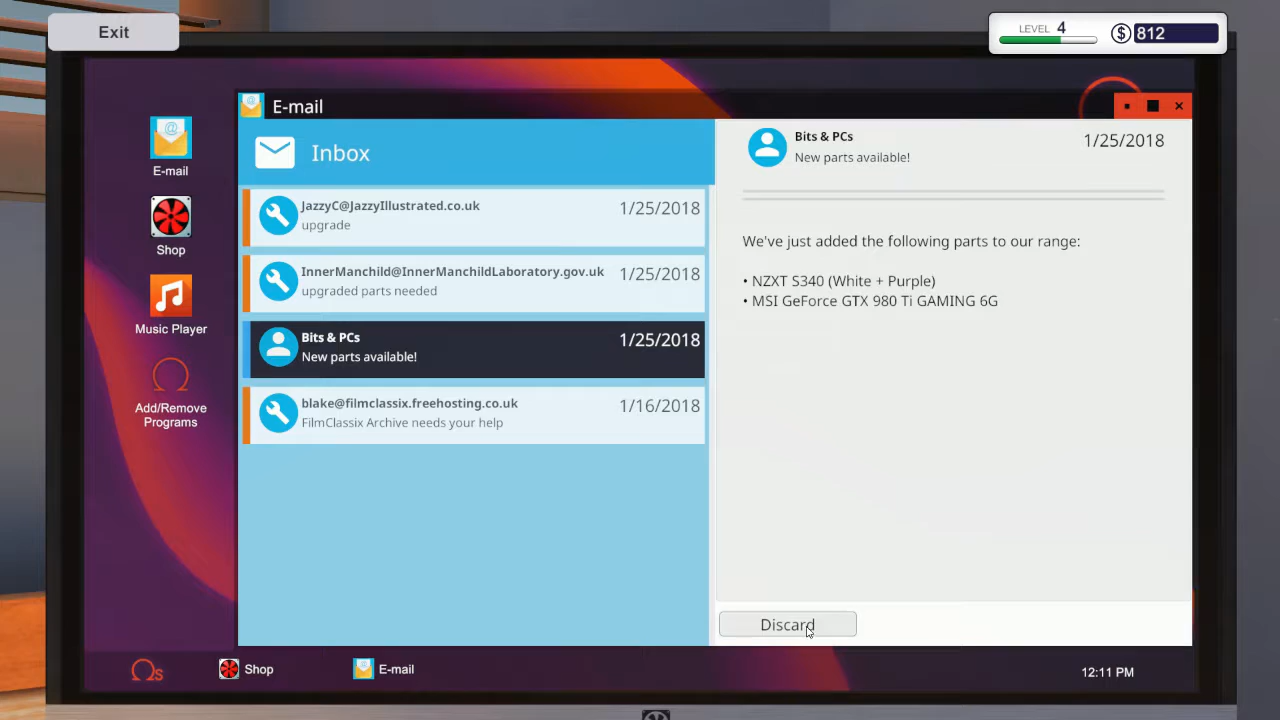 Exit
LEVEL 4
$ 812
E-mail
Shop
Music Player
Add/Remove
Programs
E-mail
Inbox
JazzyC@JazzyIllustrated.co.uk 1/25/2018
upgrade
InnerManchild@InnerManchildLaboratory.gov.uk 1/25/2018
upgraded parts needed
Bits & PCs 1/25/2018
New parts available!
blake@filmclassix.freehosting.co.uk 1/16/2018
FilmClassix Archive needs your help
Bits & PCs 1/25/2018
New parts available!
We've just added the following parts to our range:
• NZXT S340 (White + Purple)
• MSI GeForce GTX 980 Ti GAMING 6G
Discard
Ωs Shop E-mail 12:11 PM